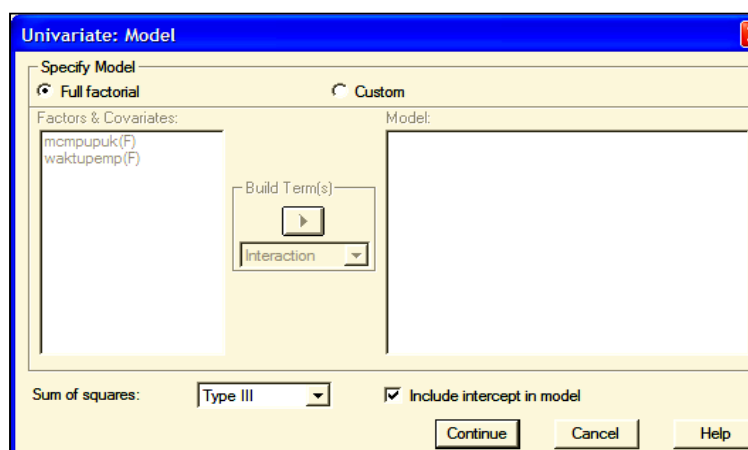 Univariate: Model
Specify Model
Full factorial
Custom
Factors & Covariates:
Model:
mcmpupuk(F)
waktupemp(F)
Build Term(s)
Interaction
Sum of squares:
Type III
Include intercept in model
Continue
Cancel
Help